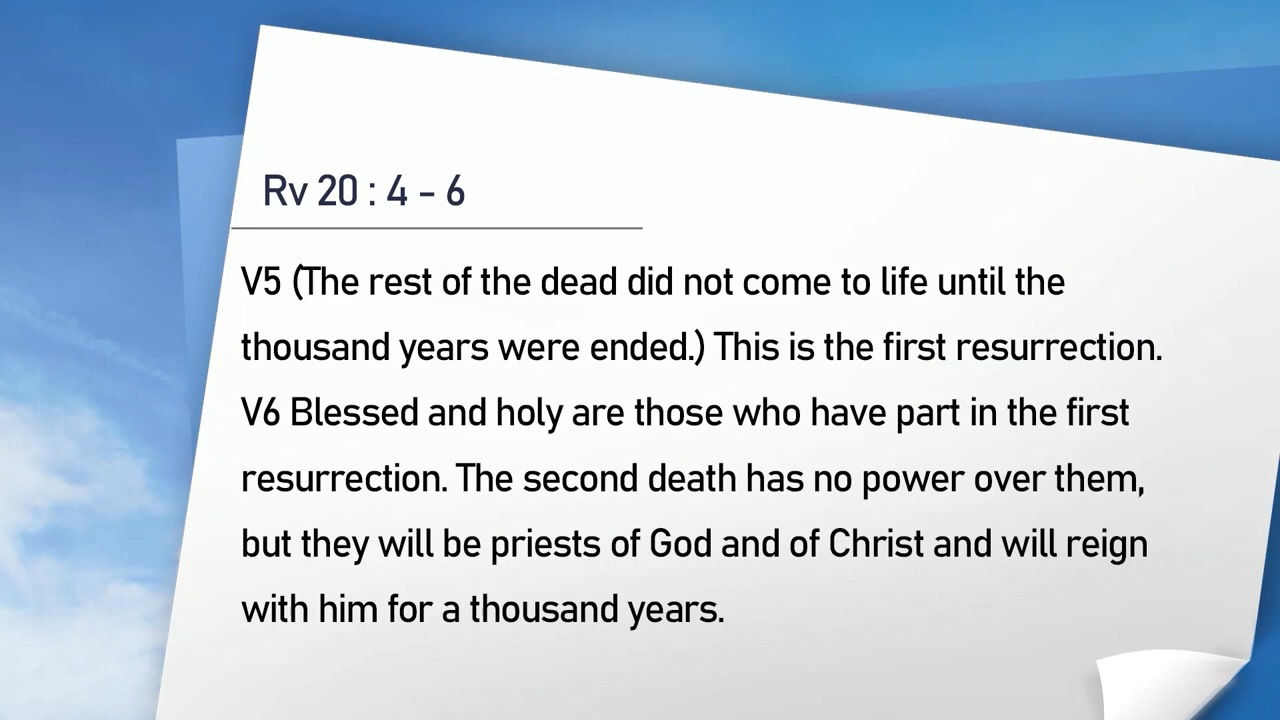 Rv 20 : 4 - 6
V5 (The rest of the dead did not come to life until the
thousand years were ended.) This is the first resurrection.
V6 Blessed and holy are those who have part in the first
resurrection. The second death has no power over them,
but they will be priests of God and of Christ and will reign
with him for a thousand years.